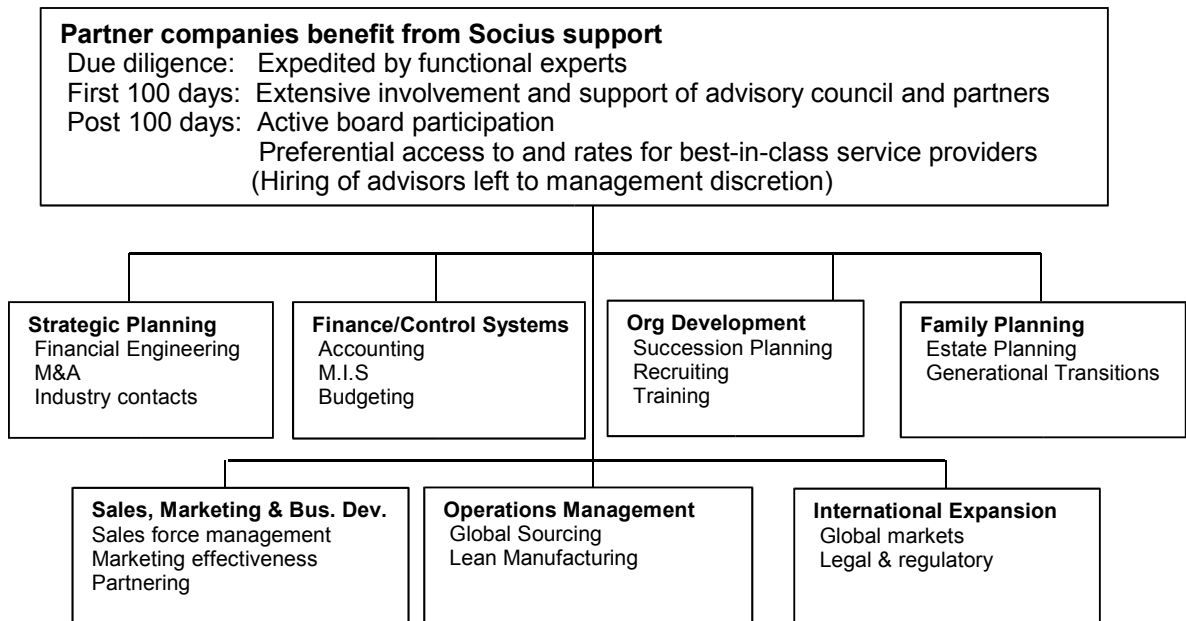 Partner companies benefit from Socius support
Due diligence: Expedited by functional experts
First 100 days: Extensive involvement and support of advisory council and partners
Post 100 days: Active board participation
Preferential access to and rates for best-in-class service providers
(Hiring of advisors left to management discretion)
Strategic Planning
Financial Engineering
M&A
Industry contacts
Finance/Control Systems
Accounting
M.I.S
Budgeting
Org Development
Succession Planning
Recruiting
Training
Family Planning
Estate Planning
Generational Transitions
Sales, Marketing & Bus. Dev.
Sales force management
Marketing effectiveness
Partnering
Operations Management
Global Sourcing
Lean Manufacturing
International Expansion
Global markets
Legal & regulatory